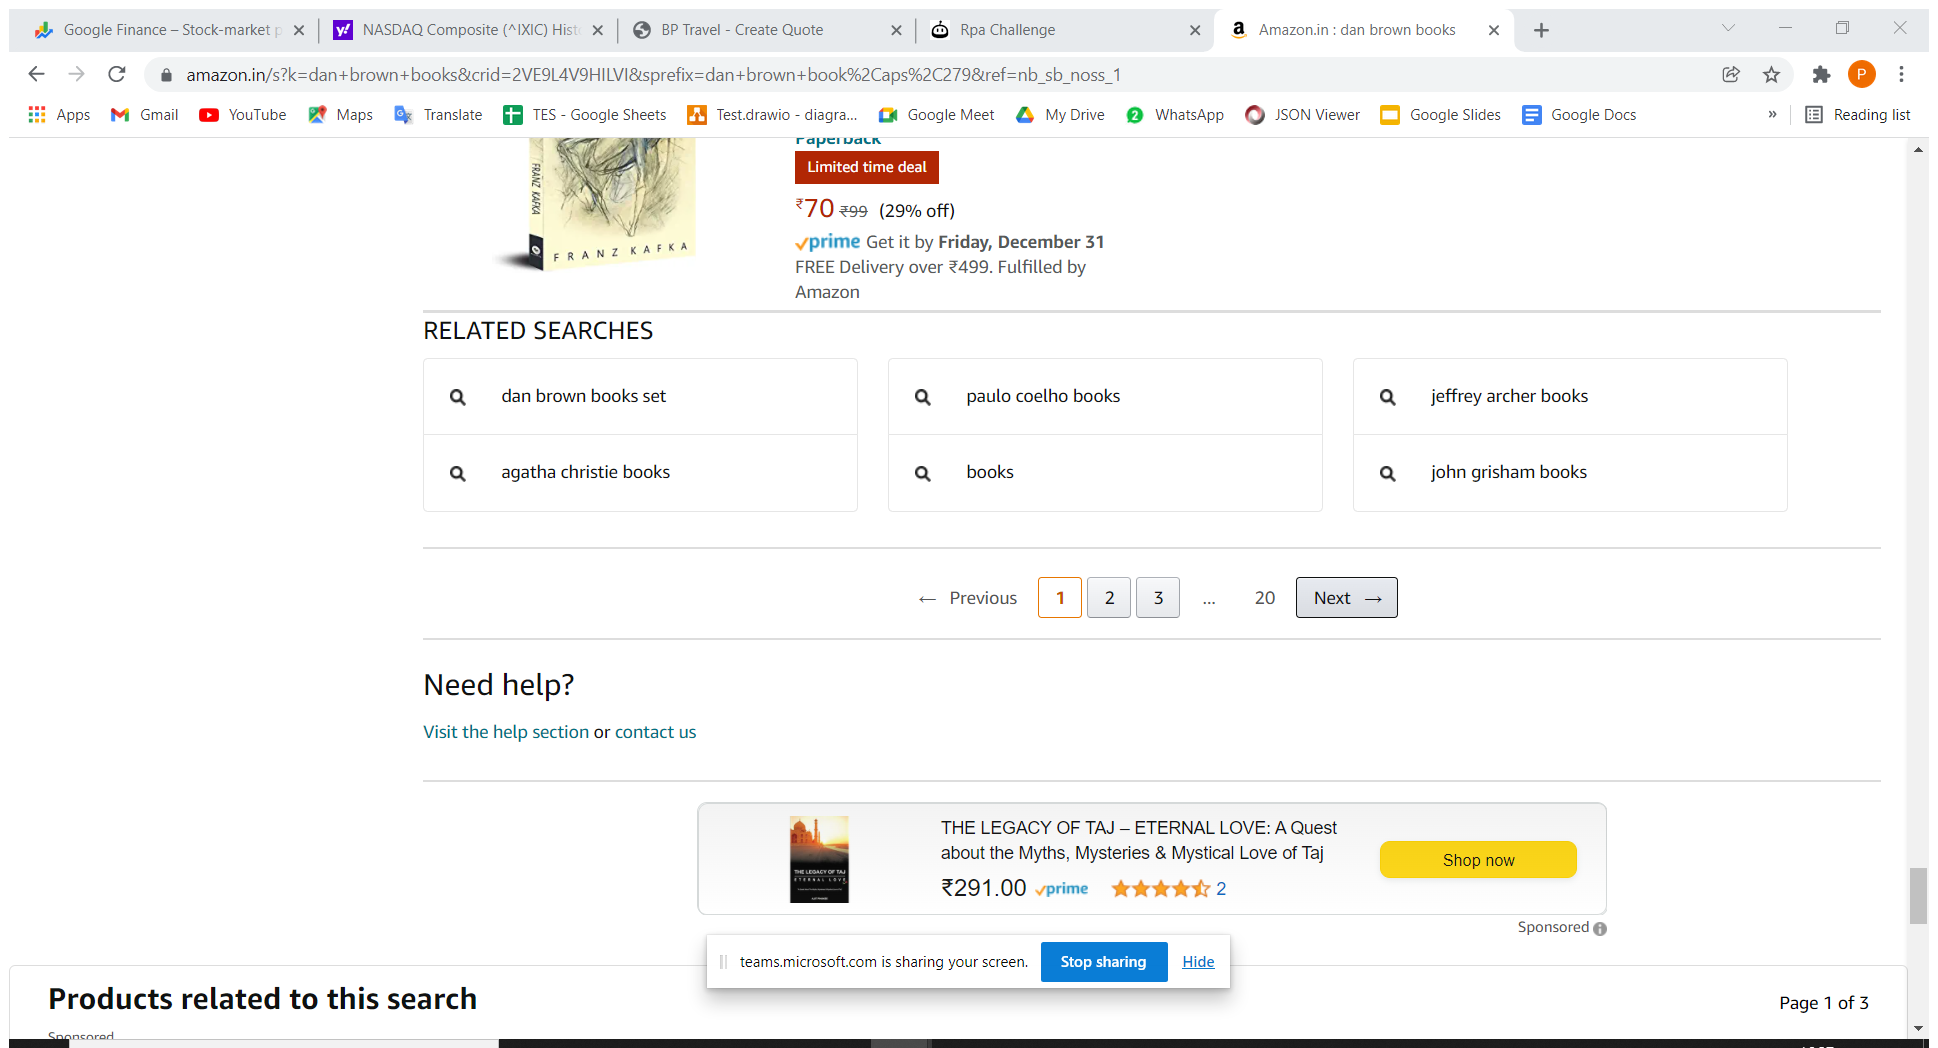 Google Finance – Stock-market p
NASDAQ Composite (^IXIC) Histo
BP Travel - Create Quote
Rpa Challenge
Amazon.in : dan brown books
amazon.in/s?k=dan+brown+books&crid=2VE9L4V9HILVI&sprefix=dan+brown+book%2Caps%2C279&ref=nb_sb_noss_1
P
Apps
Gmail
YouTube
Maps
Translate
TES - Google Sheets
Test.drawio - diagra...
Google Meet
My Drive
2
WhatsApp
JSON Viewer
Google Slides
Google Docs
»
Reading list
FRANZ KAFKA
FRANZ KAFKA
Paperback
Limited time deal
₹70 ₹99 (29% off)
prime Get it by Friday, December 31
FREE Delivery over ₹499. Fulfilled by
Amazon
RELATED SEARCHES
dan brown books set
paulo coelho books
jeffrey archer books
agatha christie books
books
john grisham books
← Previous 1 2 3 ... 20 Next →
Need help?
Visit the help section or contact us
THE LEGACY OF TAJ
ETERNAL LOVE
THE LEGACY OF TAJ – ETERNAL LOVE: A Quest
about the Myths, Mysteries & Mystical Love of Taj
₹291.00 prime 2
Shop now
Sponsored
teams.microsoft.com is sharing your screen.
Stop sharing
Hide
Products related to this search
Page 1 of 3
Sponsored